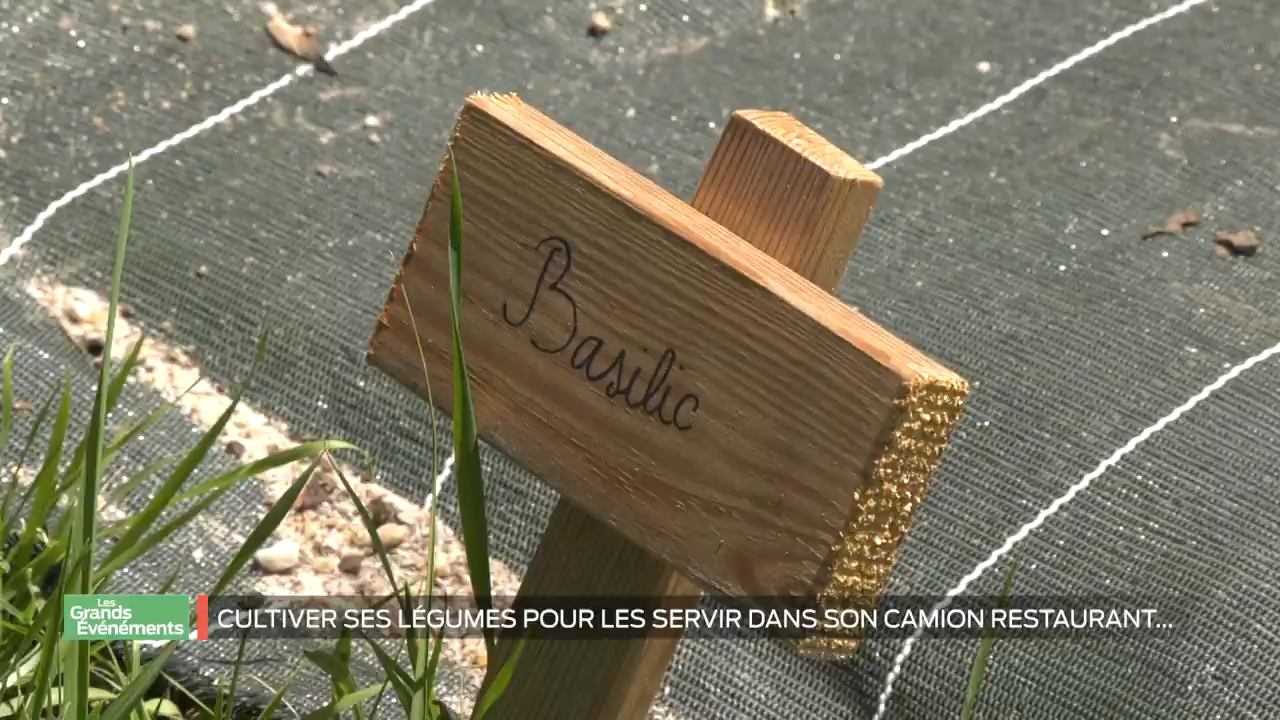 Basilic
Les
Grands
Événements
CULTIVER SES LÉGUMES POUR LES SERVIR DANS SON CAMION RESTAURANT...